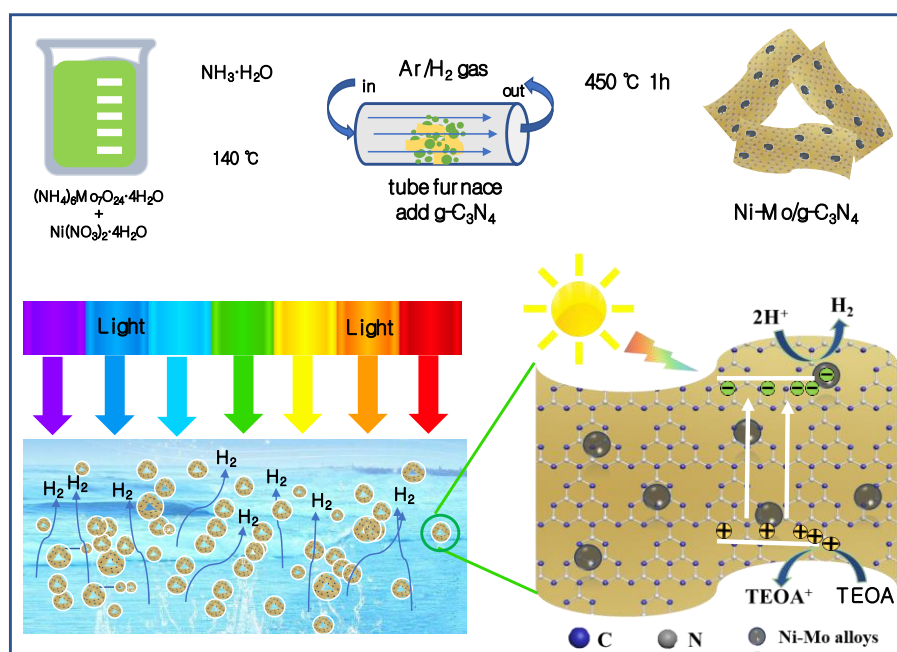 NH₃·H₂O
140 ℃
(NH₄)₆Mo₇O₂₄·4H₂O
+
Ni(NO₃)₂·4H₂O
Ar/H₂ gas
in
out
tube furnace
add g-C₃N₄
450 ℃ 1h
Ni-Mo/g-C₃N₄
Light
Light
H₂
H₂
H₂
H₂
H₂
H₂
H₂
H₂
2H⁺
H₂
TEOA⁺
TEOA
C
N
Ni-Mo alloys